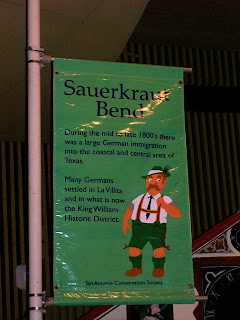 Sauerkraut
Bend
During the mid to late 1800's there
was a large German immigration
into the coastal and central area of
Texas.
Many Germans
settled in La Villita
and in what is now
the King William
Historic District.
San Antonio Conservation Society